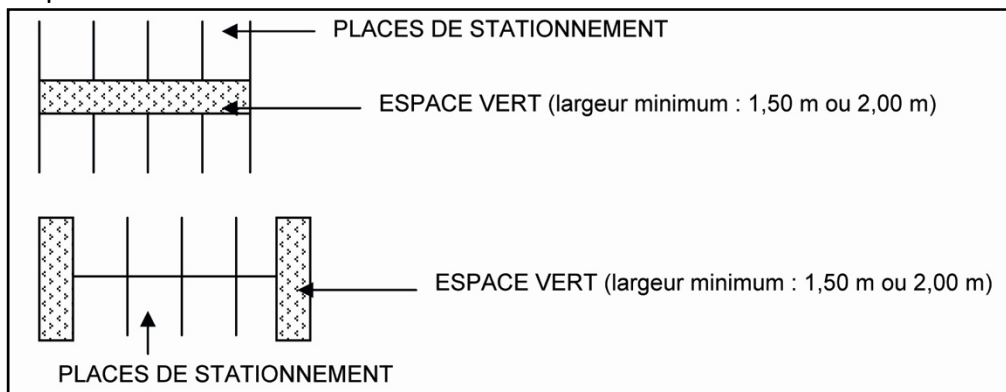 PLACES DE STATIONNEMENT
ESPACE VERT (largeur minimum : 1,50 m ou 2,00 m)
ESPACE VERT (largeur minimum : 1,50 m ou 2,00 m)
PLACES DE STATIONNEMENT